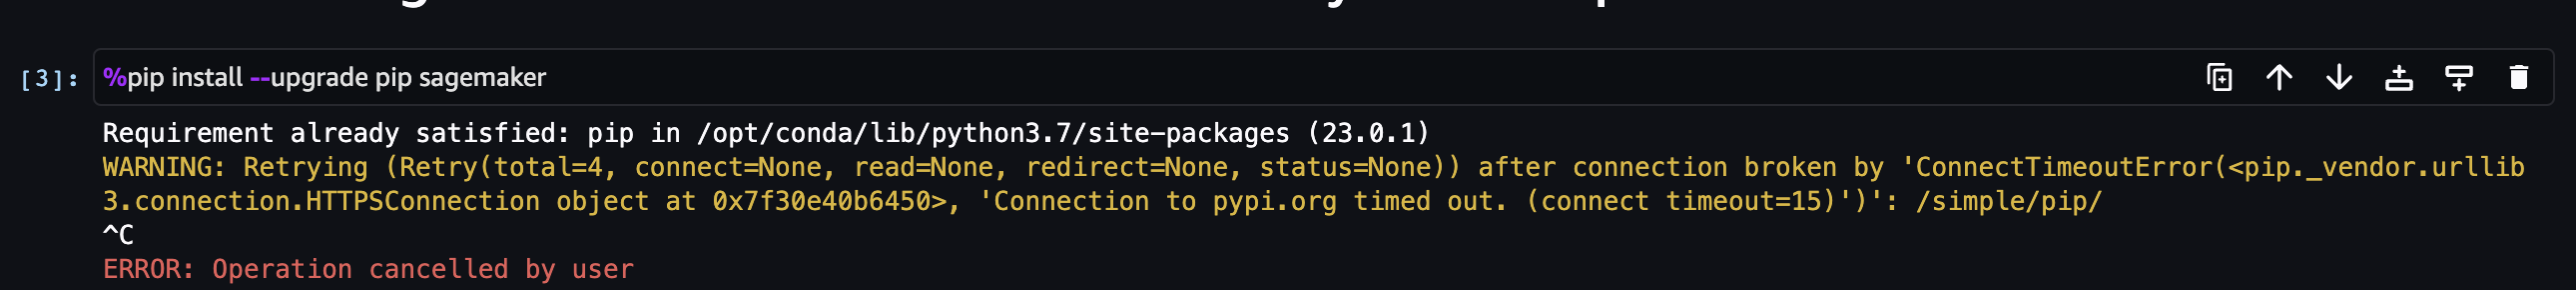 [3]: %pip install --upgrade pip sagemaker
Requirement already satisfied: pip in /opt/conda/lib/python3.7/site-packages (23.0.1)
WARNING: Retrying (Retry(total=4, connect=None, read=None, redirect=None, status=None)) after connection broken by 'ConnectTimeoutError(<pip._vendor.urllib
3.connection.HTTPSConnection object at 0x7f30e40b6450>, 'Connection to pypi.org timed out. (connect timeout=15)')': /simple/pip/
^C
ERROR: Operation cancelled by user